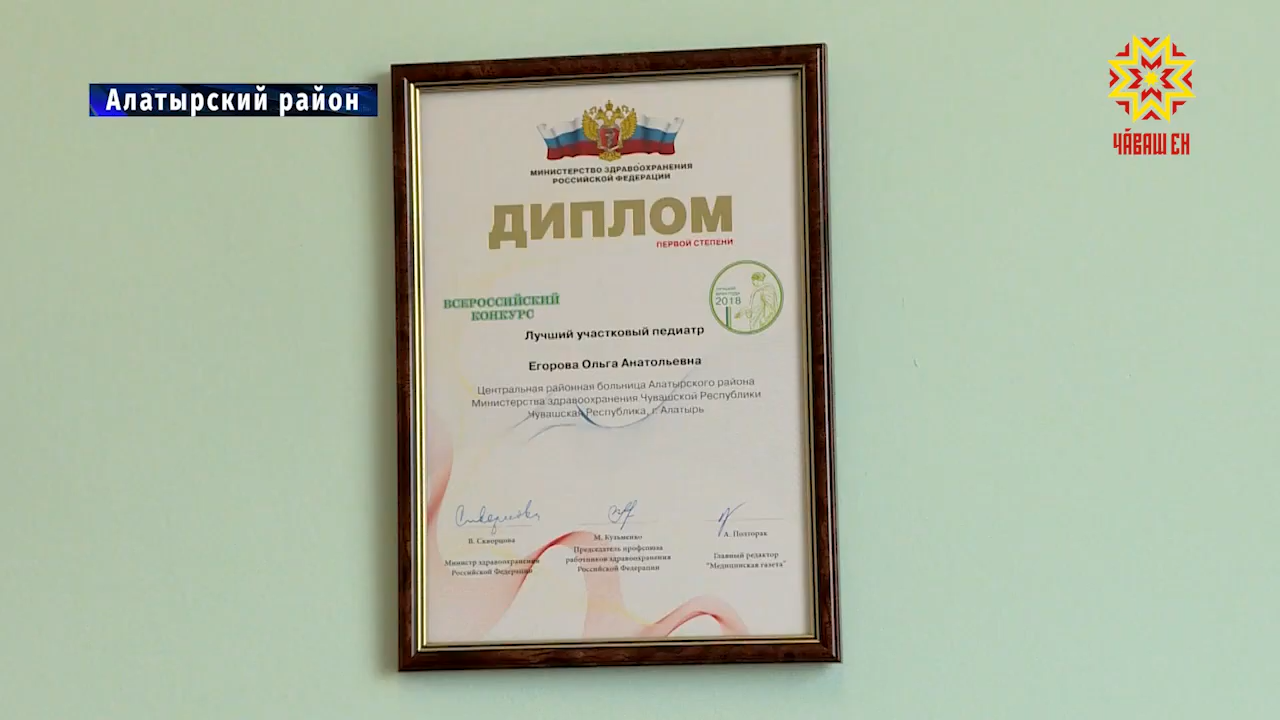 Алатырский район
ЧӐВАШ ЕН
МИНИСТЕРСТВО ЗДРАВООХРАНЕНИЯ
РОССИЙСКОЙ ФЕДЕРАЦИИ
ДИПЛОМ
ПЕРВОЙ СТЕПЕНИ
ВСЕРОССИЙСКИЙ
КОНКУРС
2018
Лучший участковый педиатр
Егорова Ольга Анатольевна
Центральная районная больница Алатырского района
Министерства здравоохранения Чувашской Республики
Чувашская Республика, г. Алатырь
В. Скворцова
Министр здравоохранения
Российской Федерации
М. Кузьменко
Председатель профсоюза
работников здравоохранения
Российской Федерации
А. Полторак
Главный редактор
"Медицинская газета"